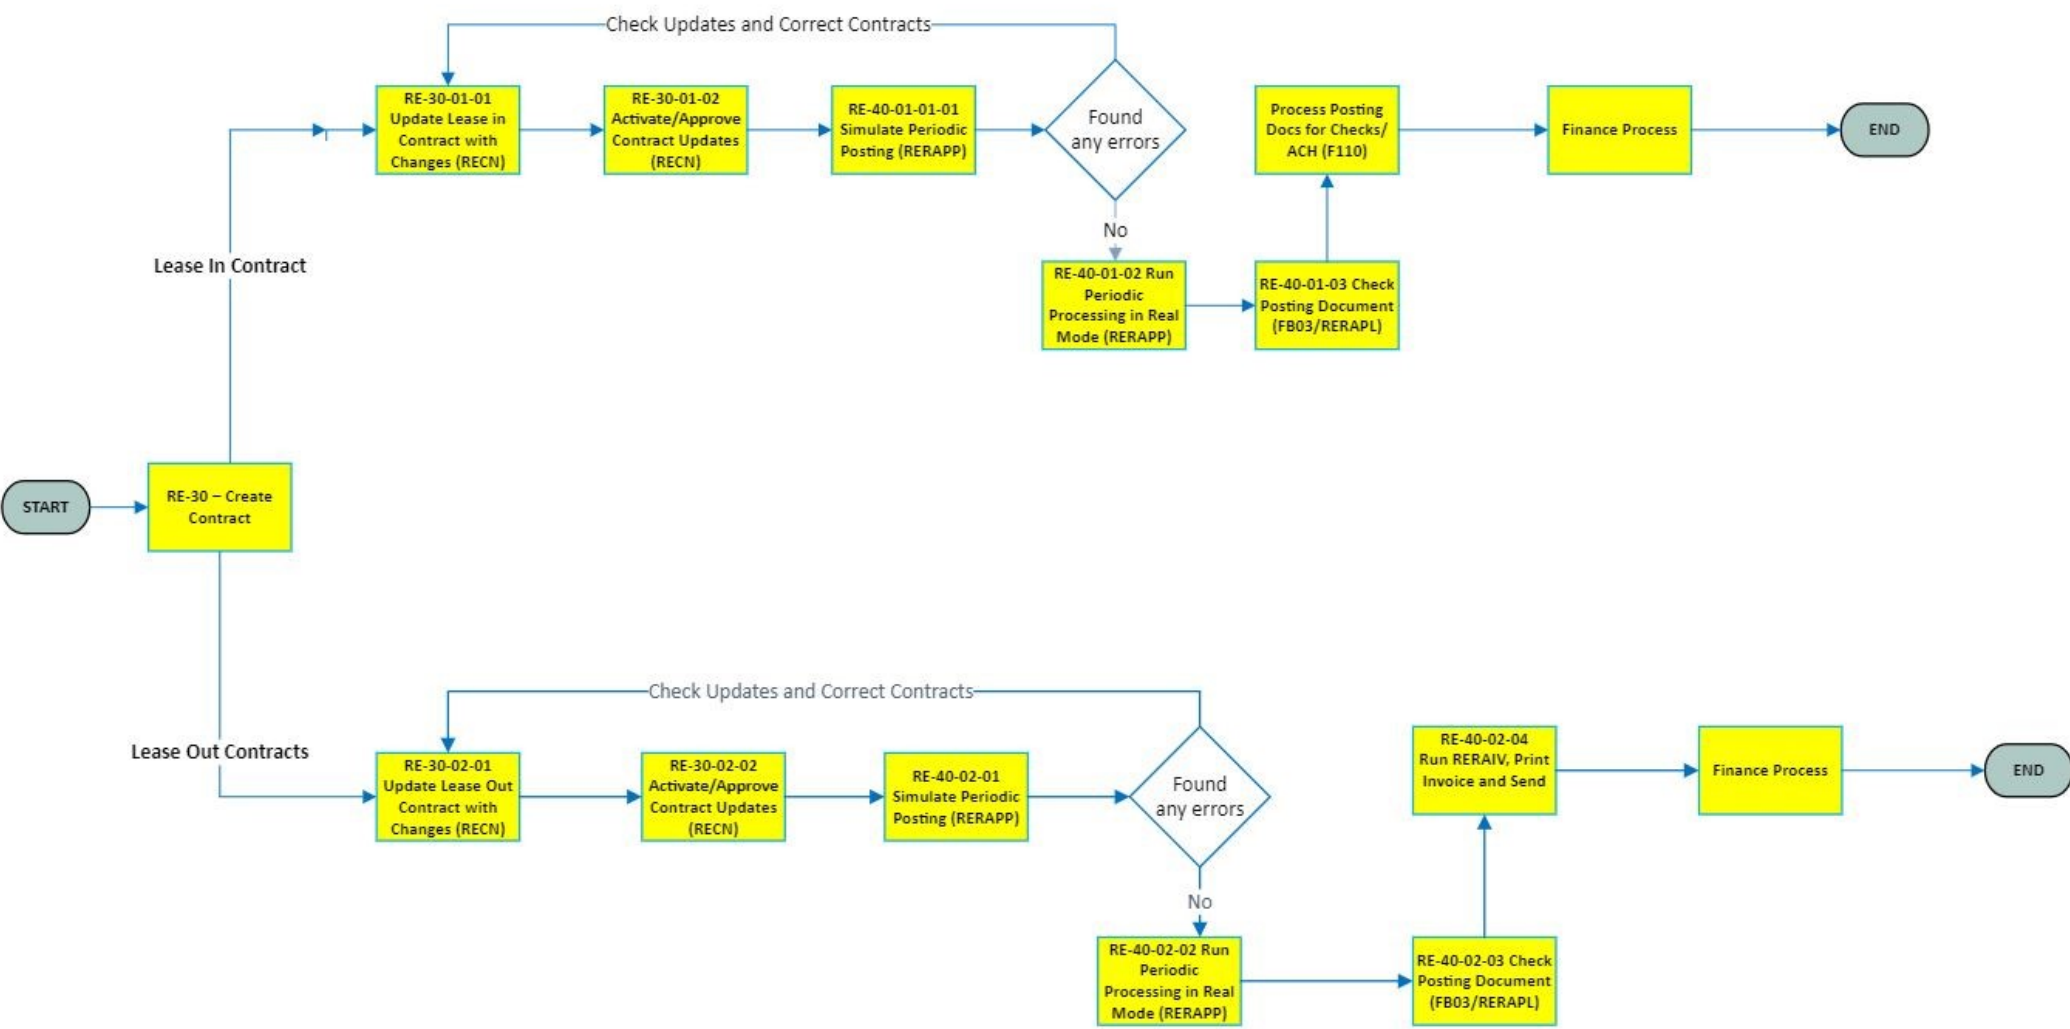 Check Updates and Correct Contracts
RE-30-01-01
Update Lease in
Contract with
Changes (RECN)
RE-30-01-02
Activate/Approve
Contract Updates
(RECN)
RE-40-01-01-01
Simulate Periodic
Posting (RERAPP)
Found
any errors
Process Posting
Docs for Checks/
ACH (F110)
Finance Process
END
No
Lease In Contract
RE-40-01-02 Run
Periodic
Processing in Real
Mode (RERAPP)
RE-40-01-03 Check
Posting Document
(FB03/RERAPL)
START
RE-30 – Create
Contract
Check Updates and Correct Contracts
Lease Out Contracts
RE-30-02-01
Update Lease Out
Contract with
Changes (RECN)
RE-30-02-02
Activate/Approve
Contract Updates
(RECN)
RE-40-02-01
Simulate Periodic
Posting (RERAPP)
Found
any errors
RE-40-02-04
Run RERAIV, Print
Invoice and Send
Finance Process
END
No
RE-40-02-02 Run
Periodic
Processing in Real
Mode (RERAPP)
RE-40-02-03 Check
Posting Document
(FB03/RERAPL)